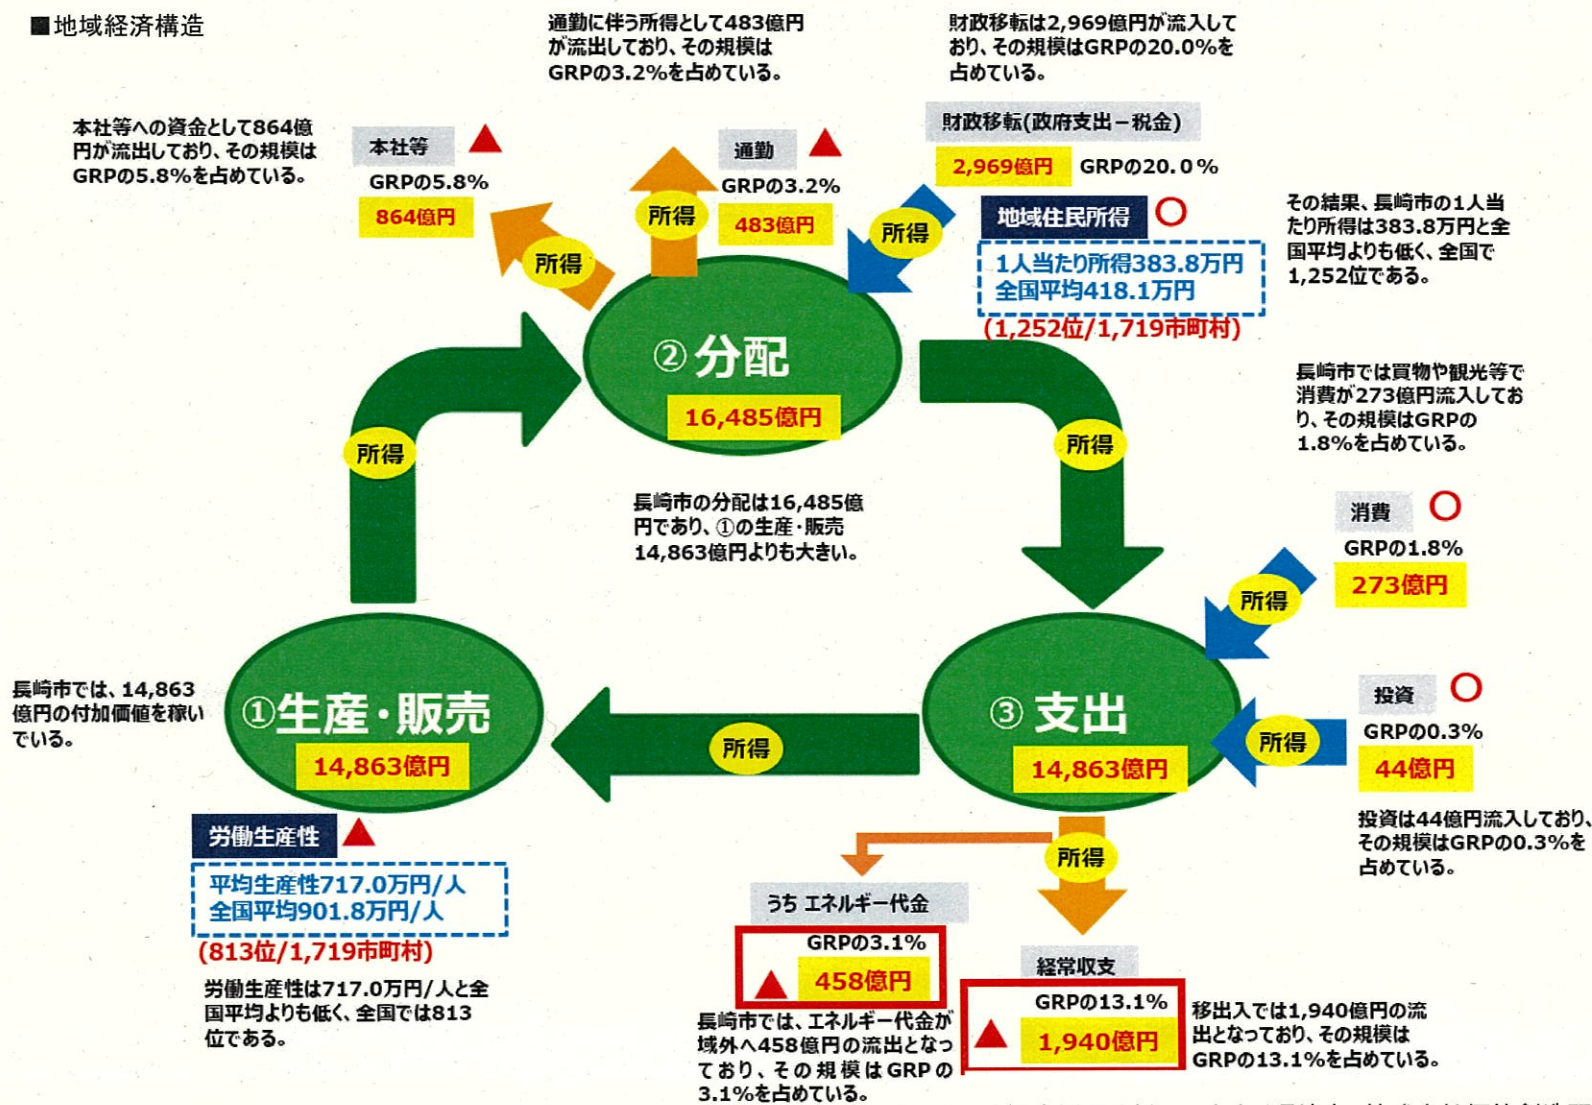 ■地域経済構造
通勤に伴う所得として483億円
が流出しており、その規模は
GRPの3.2%を占めている。
財政移転は2,969億円が流入して
おり、その規模はGRPの20.0%を
占めている。
本社等への資金として864億
円が流出しており、その規模は
GRPの5.8%を占めている。
本社等 ▲
GRPの5.8%
864億円
所得
通勤 ▲
GRPの3.2%
483億円
所得
財政移転(政府支出－税金)
2,969億円 GRPの20.0%
所得
地域住民所得 ○
1人当たり所得383.8万円
全国平均418.1万円
(1,252位/1,719市町村)
その結果、長崎市の1人当
たり所得は383.8万円と全
国平均よりも低く、全国で
1,252位である。
②分配
16,485億円
所得
所得
長崎市の分配は16,485億
円であり、①の生産・販売
14,863億円よりも大きい。
長崎市では買物や観光等で
消費が273億円流入してお
り、その規模はGRPの
1.8%を占めている。
消費 ○
GRPの1.8%
273億円
所得
長崎市では、14,863
億円の付加価値を稼い
でいる。
①生産・販売
14,863億円
所得
③支出
14,863億円
投資 ○
GRPの0.3%
44億円
所得
投資は44億円流入しており、
その規模はGRPの0.3%を
占めている。
労働生産性 ▲
平均生産性717.0万円/人
全国平均901.8万円/人
(813位/1,719市町村)
労働生産性は717.0万円/人と全
国平均よりも低く、全国では813
位である。
所得
うち エネルギー代金
GRPの3.1%
▲ 458億円
長崎市では、エネルギー代金が
域外へ458億円の流出となっ
ており、その規模はGRPの
3.1%を占めている。
経常収支
GRPの13.1%
▲ 1,940億円
移出入では1,940億円の流
出となっており、その規模は
GRPの13.1%を占めている。